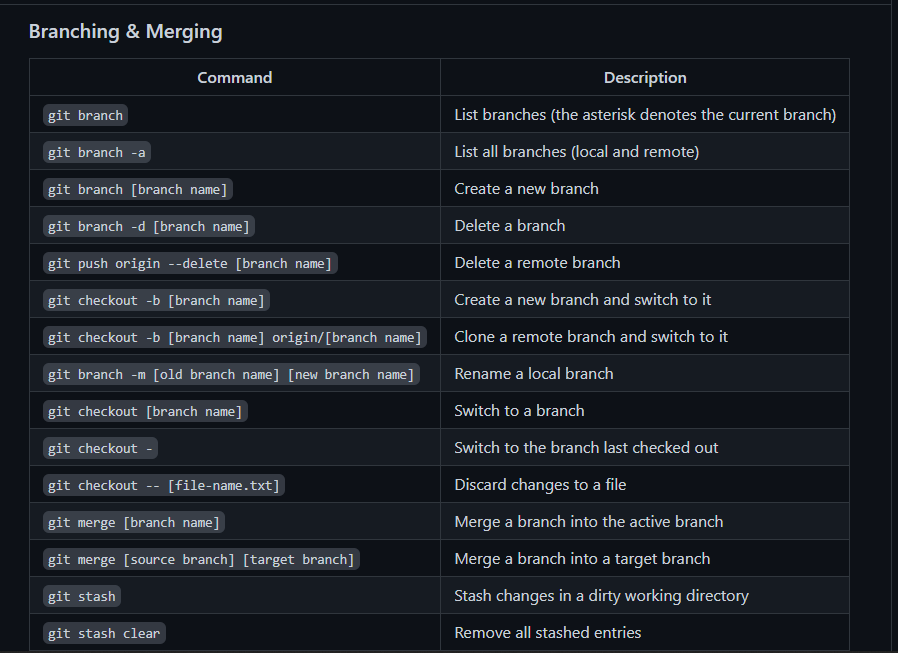 Branching & Merging
Command Description
git branch List branches (the asterisk denotes the current branch)
git branch -a List all branches (local and remote)
git branch [branch name] Create a new branch
git branch -d [branch name] Delete a branch
git push origin --delete [branch name] Delete a remote branch
git checkout -b [branch name] Create a new branch and switch to it
git checkout -b [branch name] origin/[branch name] Clone a remote branch and switch to it
git branch -m [old branch name] [new branch name] Rename a local branch
git checkout [branch name] Switch to a branch
git checkout - Switch to the branch last checked out
git checkout -- [file-name.txt] Discard changes to a file
git merge [branch name] Merge a branch into the active branch
git merge [source branch] [target branch] Merge a branch into a target branch
git stash Stash changes in a dirty working directory
git stash clear Remove all stashed entries